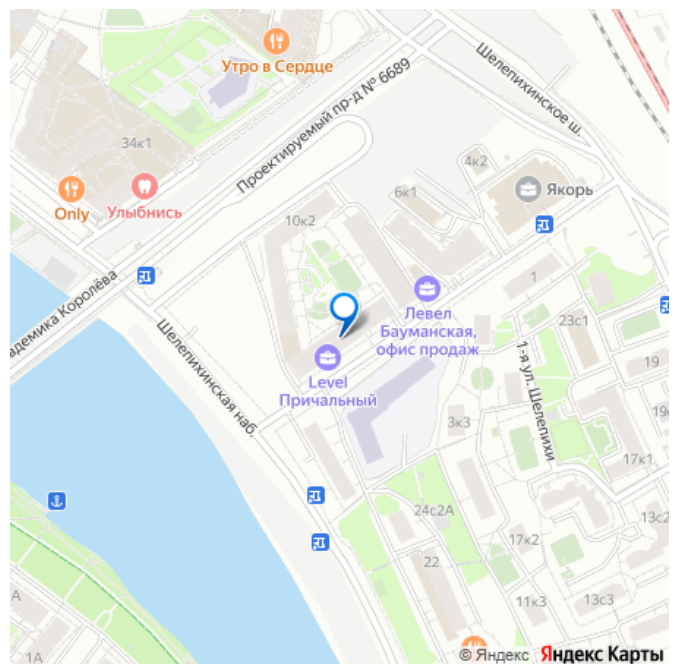 Утро в Сердце
Шелепихинское ш.
Проектируемый пр-д № 6689
34к1
Only
Улыбнись
4к2
6к1
Якорь
10к2
адемика Королёва
Шелепихинская наб.
Левел
Бауманская,
офис продаж
1
23с1
Level
Причальный
1-я ул. Шелепихи
19
19с
3к3
17к1
24с2А
13с2
17к2
22
11к3
13с3
1А
© Яндекс Яндекс Карты